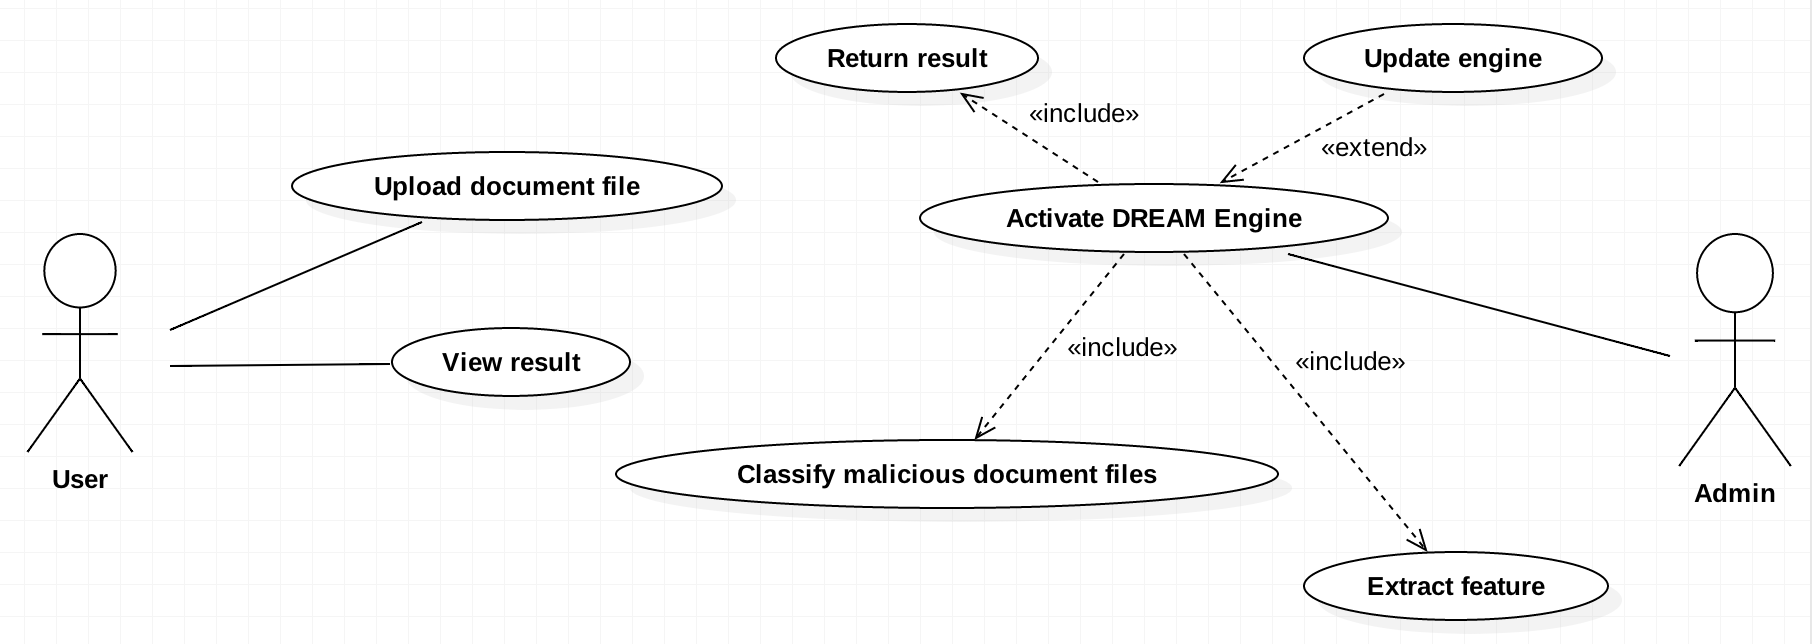 Return result
Update engine
«include»
«extend»
Upload document file
Activate DREAM Engine
View result
«include»
«include»
Classify malicious document files
User
Admin
Extract feature